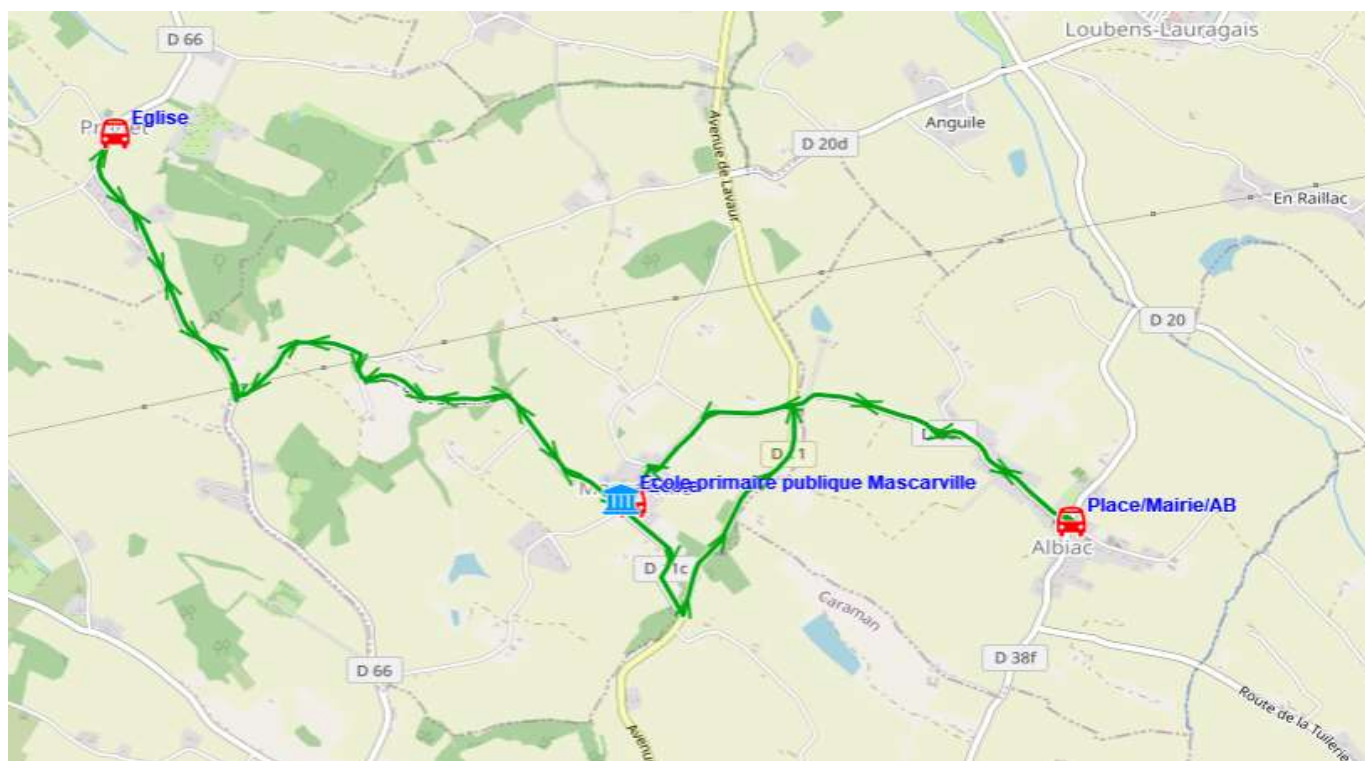 D 66
Loubens-Lauragais
Eglise
Anguile
D 20d
Avenue de Lavaur
En Raillac
D 20
Ecole primaire publique Mascarville
Place/Mairie/AB
Albiac
Caraman
D 38f
D 66
Route de la Tuilerie